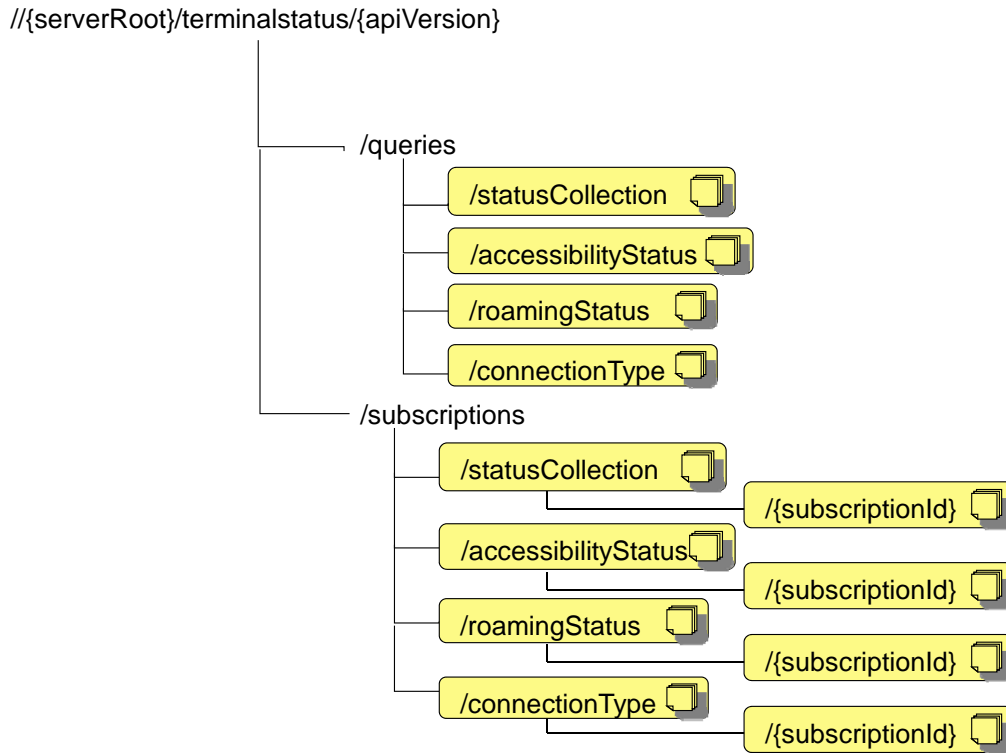 //{serverRoot}/terminalstatus/{apiVersion}
/queries
/statusCollection
/accessibilityStatus
/roamingStatus
/connectionType
/subscriptions
/statusCollection
/{subscriptionId}
/accessibilityStatus
/{subscriptionId}
/roamingStatus
/{subscriptionId}
/connectionType
/{subscriptionId}